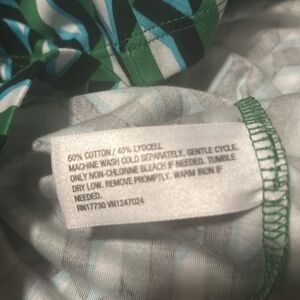 60% COTTON / 40% LYOCELL
MACHINE WASH COLD SEPARATELY. GENTLE CYCLE.
ONLY NON-CHLORINE BLEACH IF NEEDED. TUMBLE
DRY LOW. REMOVE PROMPTLY. WARM IRON IF
NEEDED.
RN17730 VN1247024